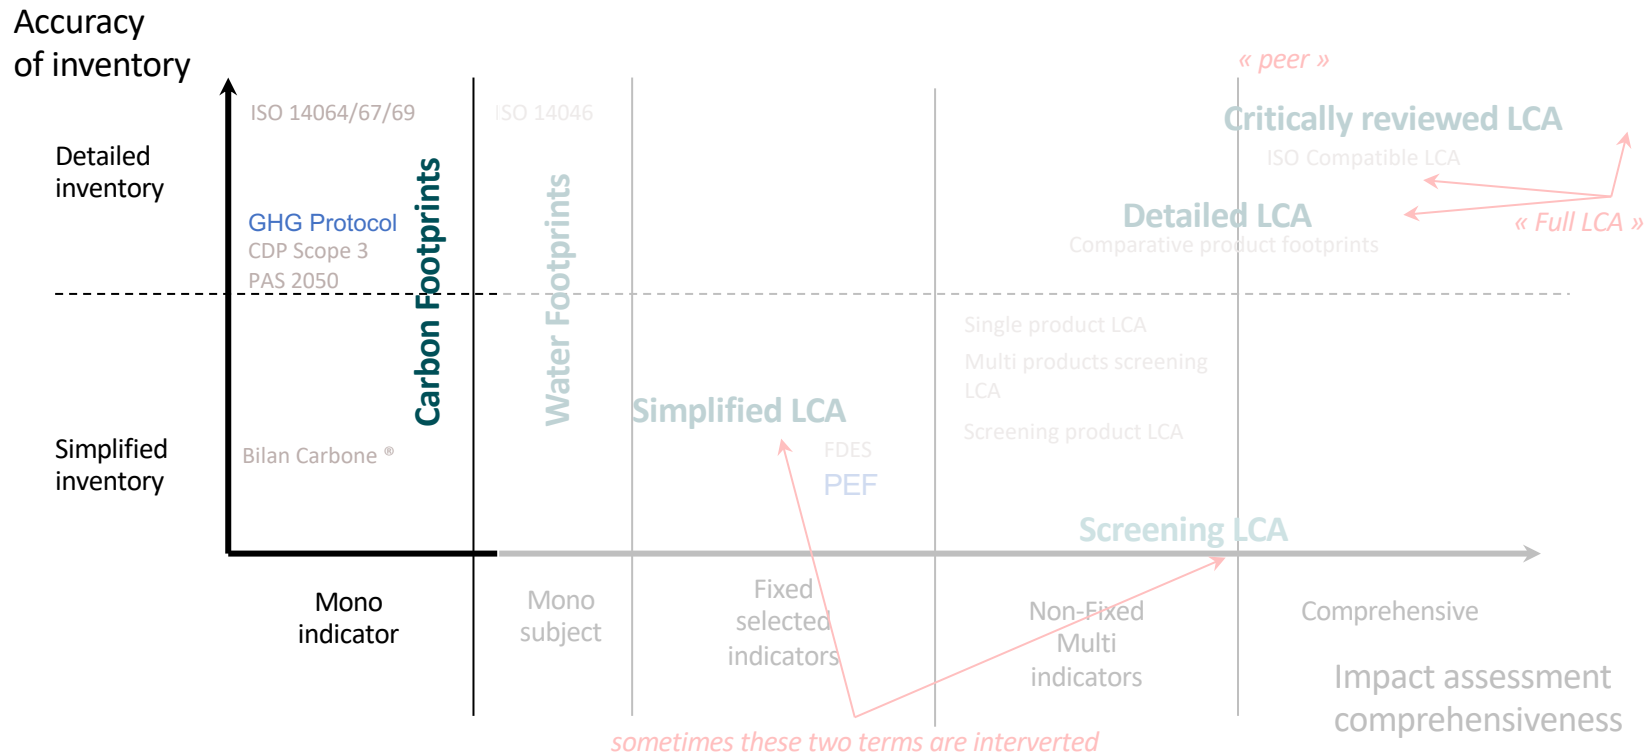 Accuracy
of inventory
« peer »
ISO 14064/67/69
ISO 14046
Critically reviewed LCA
ISO Compatible LCA
Detailed
inventory
Carbon Footprints
Water Footprints
GHG Protocol
CDP Scope 3
PAS 2050
Detailed LCA
Comparative product footprints
« Full LCA »
Single product LCA
Multi products screening
LCA
Screening product LCA
Simplified LCA
Simplified
inventory
Bilan Carbone ®
FDES
PEF
Screening LCA
Mono
indicator
Mono
subject
Fixed
selected
indicators
Non-Fixed
Multi
indicators
Comprehensive
Impact assessment
comprehensiveness
sometimes these two terms are interverted